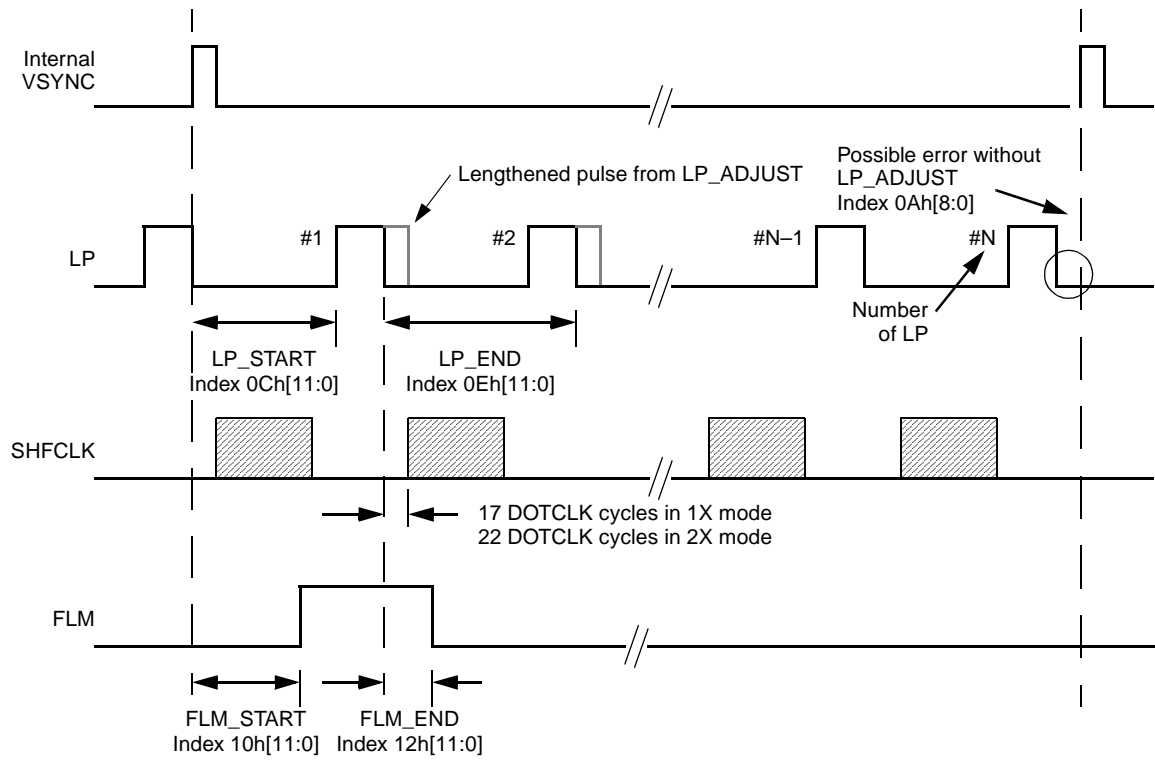 Internal
VSYNC
Possible error without
LP_ADJUST
Index 0Ah[8:0]
Lengthened pulse from LP_ADJUST
LP
#1
#2
#N–1
#N
Number
of LP
LP_START
Index 0Ch[11:0]
LP_END
Index 0Eh[11:0]
SHFCLK
17 DOTCLK cycles in 1X mode
22 DOTCLK cycles in 2X mode
FLM
FLM_START
Index 10h[11:0]
FLM_END
Index 12h[11:0]